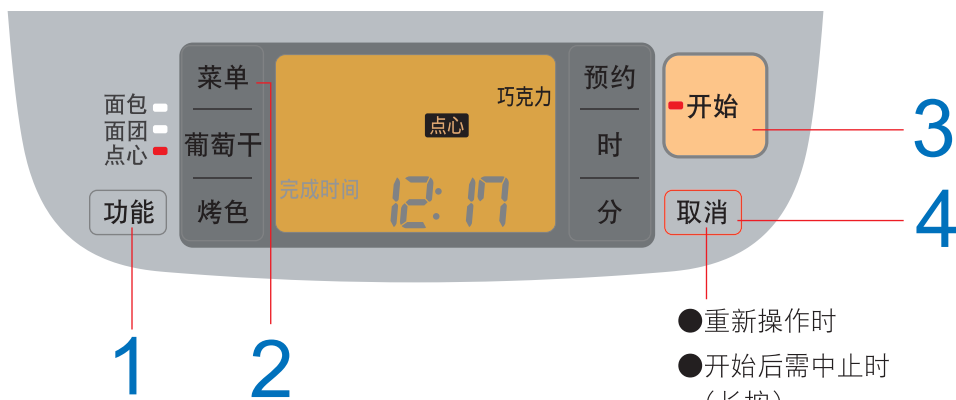 菜单
巧克力
预约
面包
面团
点心
点心
葡萄干
时
开始
3
完成时间
12:17
功能
烤色
分
取消
4
1
2
●重新操作时
●开始后需中止时
（长按）